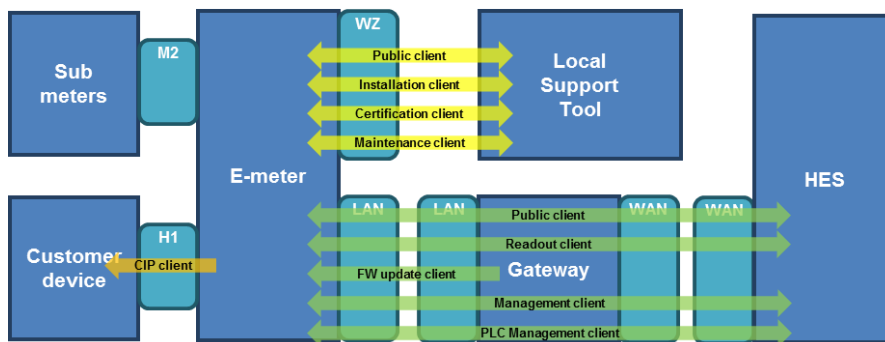 WZ
Sub
meters
M2
E-meter
Public client
Installation client
Certification client
Maintenance client
Local
Support
Tool
HES
Customer
device
H1
CIP client
LAN
LAN
WAN
WAN
Public client
Readout client
FW update client
Gateway
Management client
PLC Management client